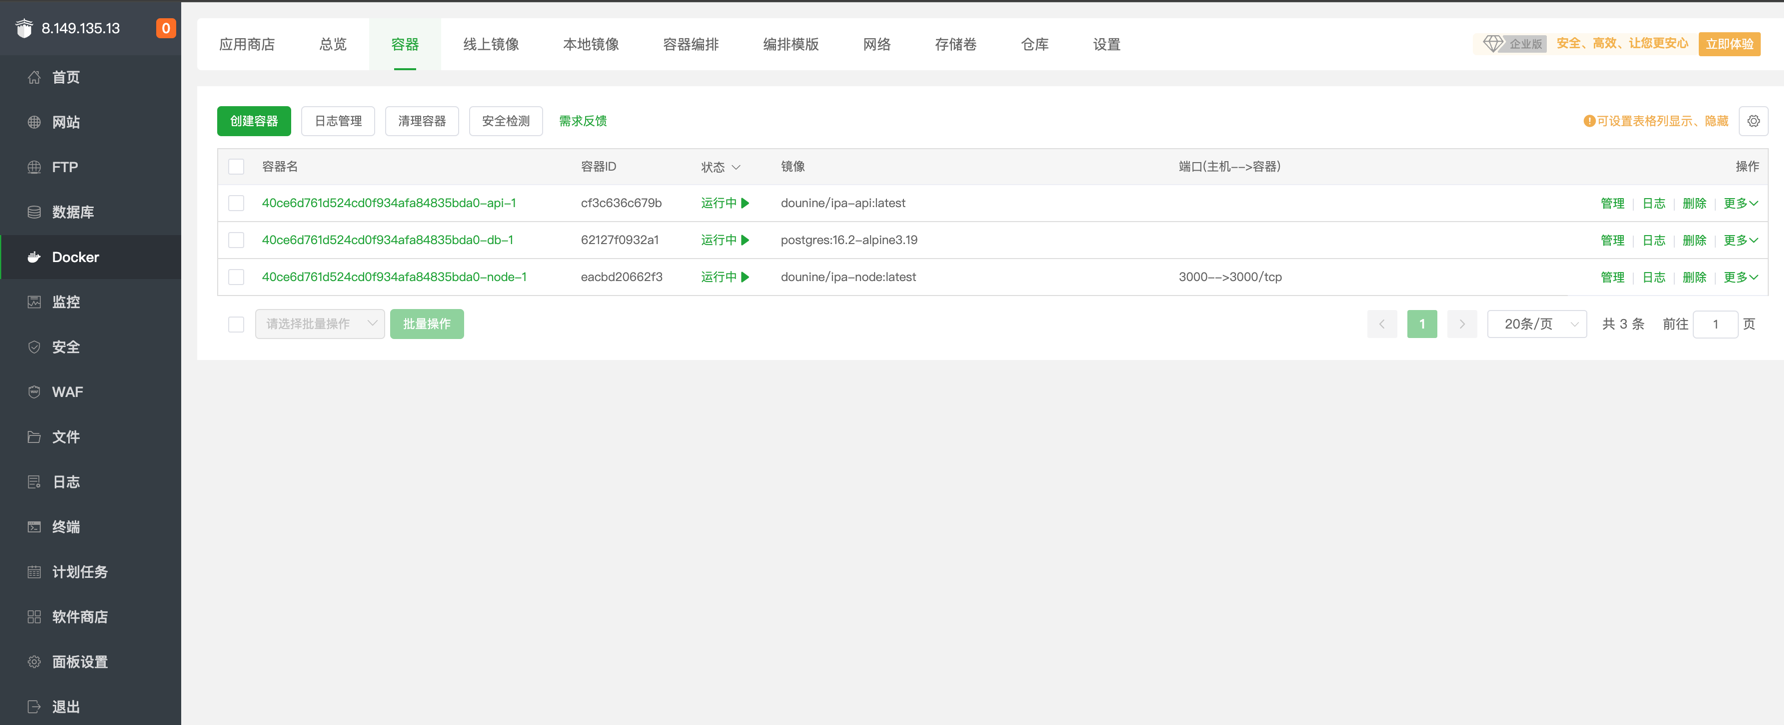 8.149.135.13
0
首页
网站
FTP
数据库
Docker
监控
安全
WAF
文件
日志
终端
计划任务
软件商店
面板设置
退出
应用商店 总览 容器 线上镜像 本地镜像 容器编排 编排模版 网络 存储卷 仓库 设置
企业版 安全、高效、让您更安心 立即体验
创建容器 日志管理 清理容器 安全检测 需求反馈
可设置表格列显示、隐藏
容器名 容器ID 状态 镜像 端口(主机-->容器) 操作
40ce6d761d524cd0f934afa84835bda0-api-1 cf3c636c679b 运行中 dounine/ipa-api:latest 管理 日志 删除 更多
40ce6d761d524cd0f934afa84835bda0-db-1 62127f0932a1 运行中 postgres:16.2-alpine3.19 管理 日志 删除 更多
40ce6d761d524cd0f934afa84835bda0-node-1 eacbd20662f3 运行中 dounine/ipa-node:latest 3000-->3000/tcp 管理 日志 删除 更多
请选择批量操作 批量操作
1 20条/页 共 3 条 前往 1 页